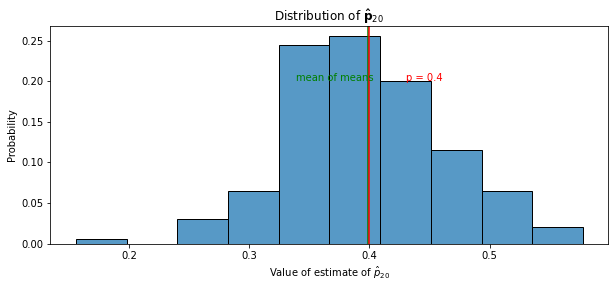 Distribution of p̂₂₀
0.25
0.20
0.15
0.10
0.05
0.00
Probability
mean of means
p = 0.4
0.2 0.3 0.4 0.5
Value of estimate of p̂₂₀